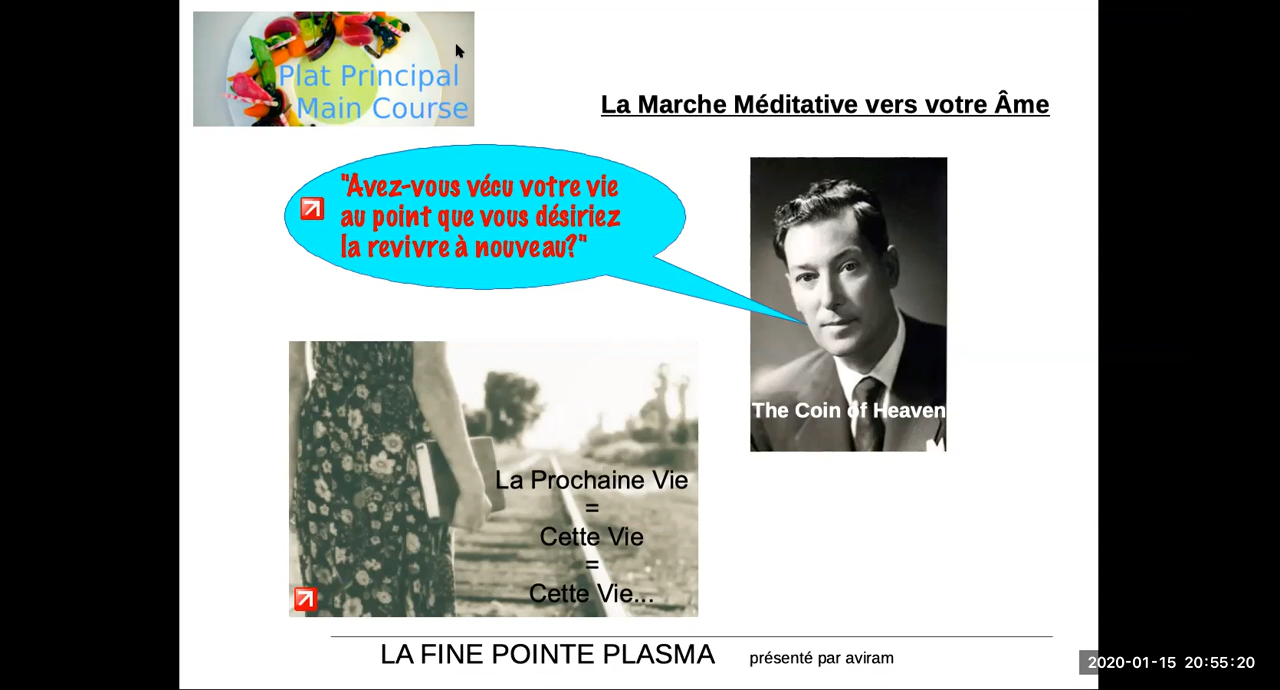 Plat Principal
Main Course
La Marche Méditative vers votre Âme
"Avez-vous vécu votre vie
au point que vous désiriez
la revivre à nouveau?"
The Coin of Heaven
La Prochaine Vie
=
Cette Vie
=
Cette Vie...
LA FINE POINTE PLASMA
présenté par aviram
2020-01-15 20:55:20